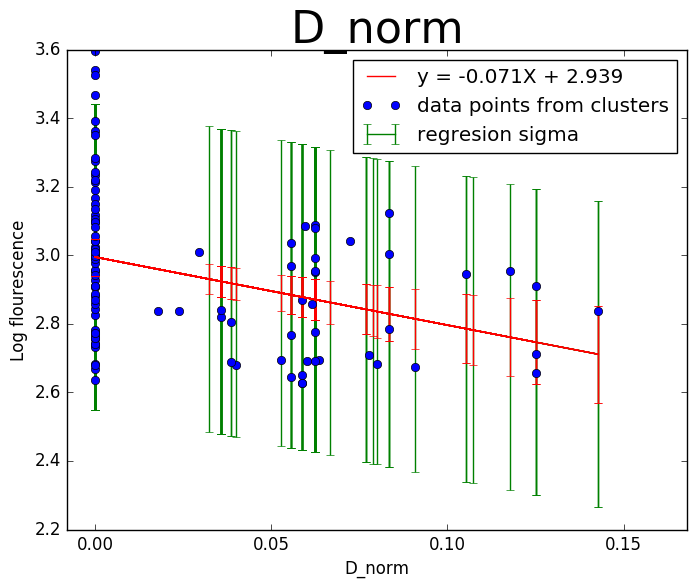 D_norm
y = -0.071X + 2.939
data points from clusters
regresion sigma
Log flourescence
3.6
3.4
3.2
3.0
2.8
2.6
2.4
2.2
0.00 0.05 0.10 0.15
D_norm